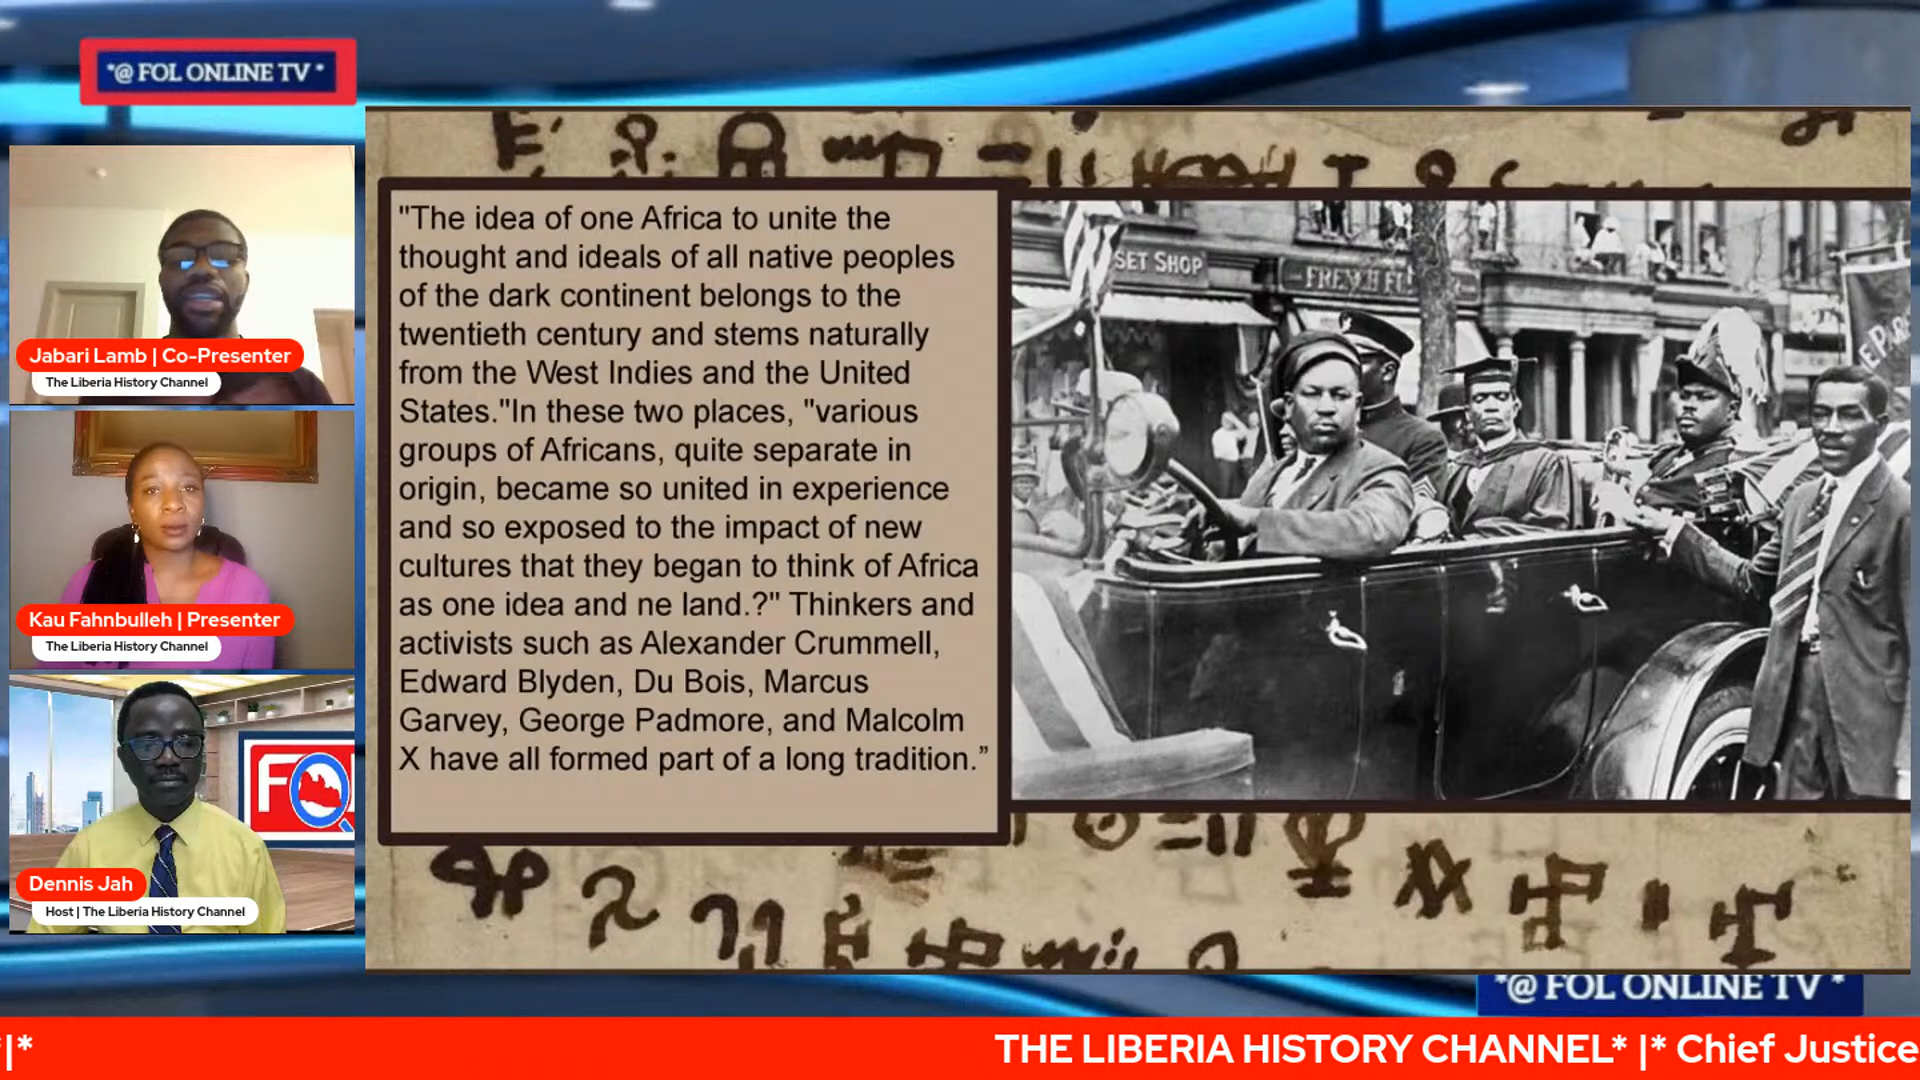 *@ FOL ONLINE TV *
Jabari Lamb | Co-Presenter
The Liberia History Channel
Kau Fahnbulleh | Presenter
The Liberia History Channel
Dennis Jah
Host | The Liberia History Channel
"The idea of one Africa to unite the
thought and ideals of all native peoples
of the dark continent belongs to the
twentieth century and stems naturally
from the West Indies and the United
States."In these two places, "various
groups of Africans, quite separate in
origin, became so united in experience
and so exposed to the impact of new
cultures that they began to think of Africa
as one idea and ne land.?" Thinkers and
activists such as Alexander Crummell,
Edward Blyden, Du Bois, Marcus
Garvey, George Padmore, and Malcolm
X have all formed part of a long tradition.”
SET SHOP
FRENCH
*@ FOL ONLINE TV *
|*
THE LIBERIA HISTORY CHANNEL* |* Chief Justice